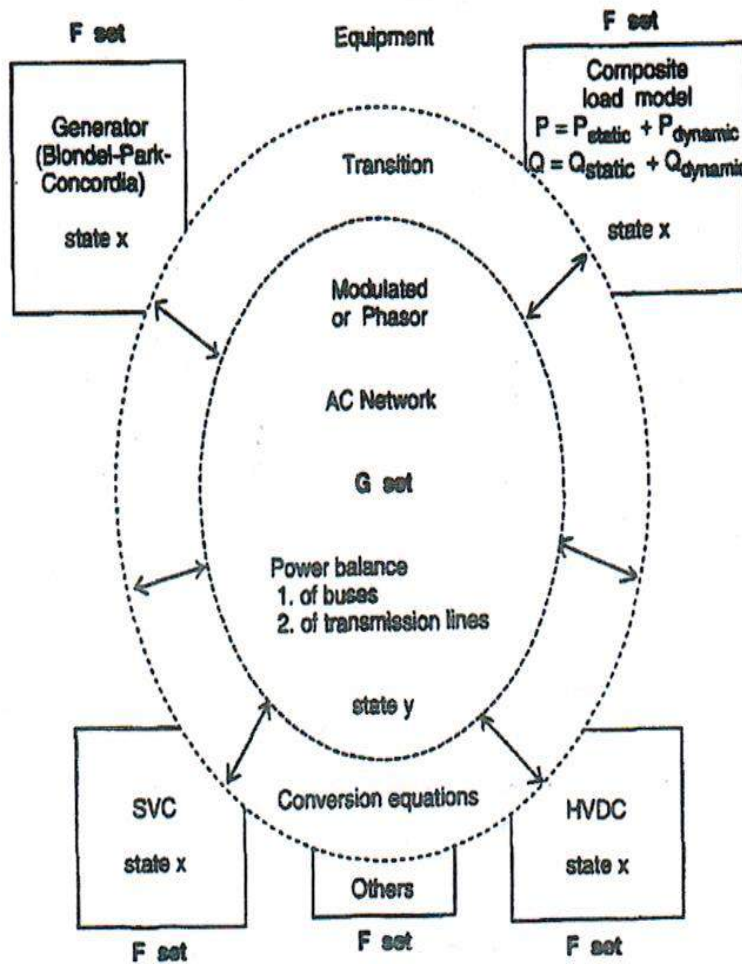 F set
Equipment
F set
Generator
(Blondel-Park-
Concordia)
state x
Composite
load model
P = Pstatic + Pdynamic
Q = Qstatic + Qdynamic
state x
Transition
Modulated
or Phasor
AC Network
G set
Power balance
1. of buses
2. of transmission lines
state y
Conversion equations
SVC
state x
HVDC
state x
Others
F set
F set
F set